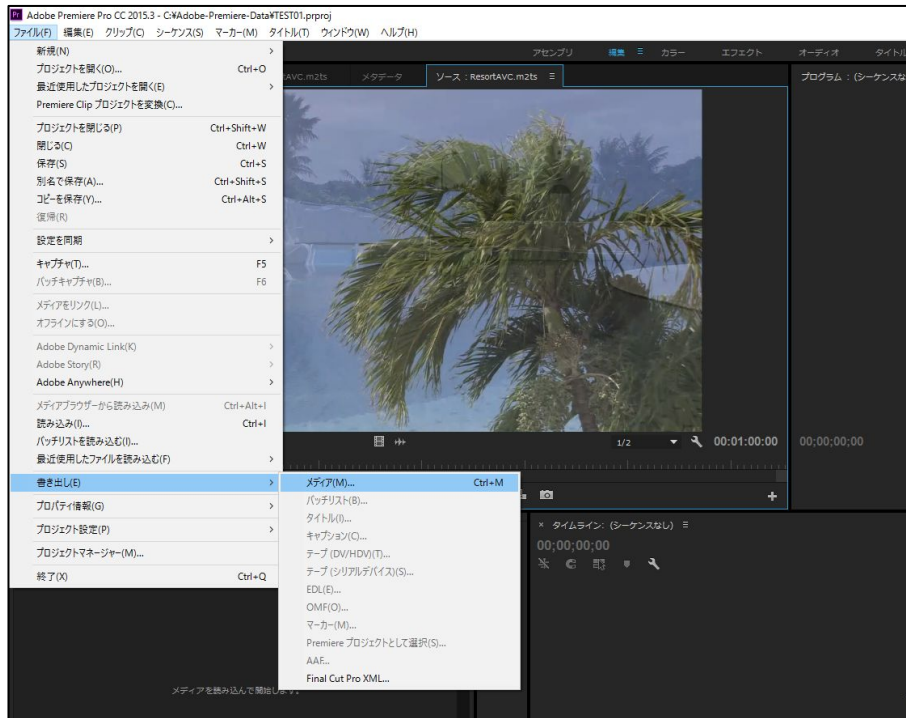 Adobe Premiere Pro CC 2015.3 - C:¥Adobe-Premiere-Data¥TEST01.prproj
ファイル(F) 編集(E) クリップ(C) シーケンス(S) マーカー(M) タイトル(T) ウィンドウ(W) ヘルプ(H)
アセンブリ 編集 カラー エフェクト オーディオ タイトル
新規(N)
プロジェクトを開く(O)... Ctrl+O
最近使用したプロジェクトを開く(E)
Premiere Clip プロジェクトを変換(C)...
プロジェクトを閉じる(P) Ctrl+Shift+W
閉じる(C) Ctrl+W
保存(S) Ctrl+S
別名で保存(A)... Ctrl+Shift+S
コピーを保存(Y)... Ctrl+Alt+S
復帰(R)
設定を同期
キャプチャ(T)... F5
バッチキャプチャ(B)... F6
メディアをリンク(L)...
オフラインにする(O)...
Adobe Dynamic Link(K)
Adobe Story(R)
Adobe Anywhere(H)
メディアブラウザーから読み込み(M) Ctrl+Alt+I
読み込み(I)... Ctrl+I
バッチリストを読み込む(I)...
最近使用したファイルを読み込む(F)
書き出し(E)
プロパティ情報(G)
プロジェクト設定(P)
プロジェクトマネージャー(M)...
終了(X) Ctrl+Q
メディア(M)... Ctrl+M
バッチリスト(B)...
タイトル(I)...
キャプション(C)...
テープ (DV/HDV)(T)...
テープ (シリアルデバイス)(S)...
EDL(E)...
OMF(O)...
マーカー(M)...
Premiere プロジェクトとして選択(S)...
AAF...
Final Cut Pro XML...
rtAVC.m2ts メタデータ ソース : ResortAVC.m2ts
プログラム : (シーケンスな
1/2 00:01:00:00
00;00;00;00
× タイムライン: (シーケンスなし)
00;00;00;00
メディアを読み込んで開始します。